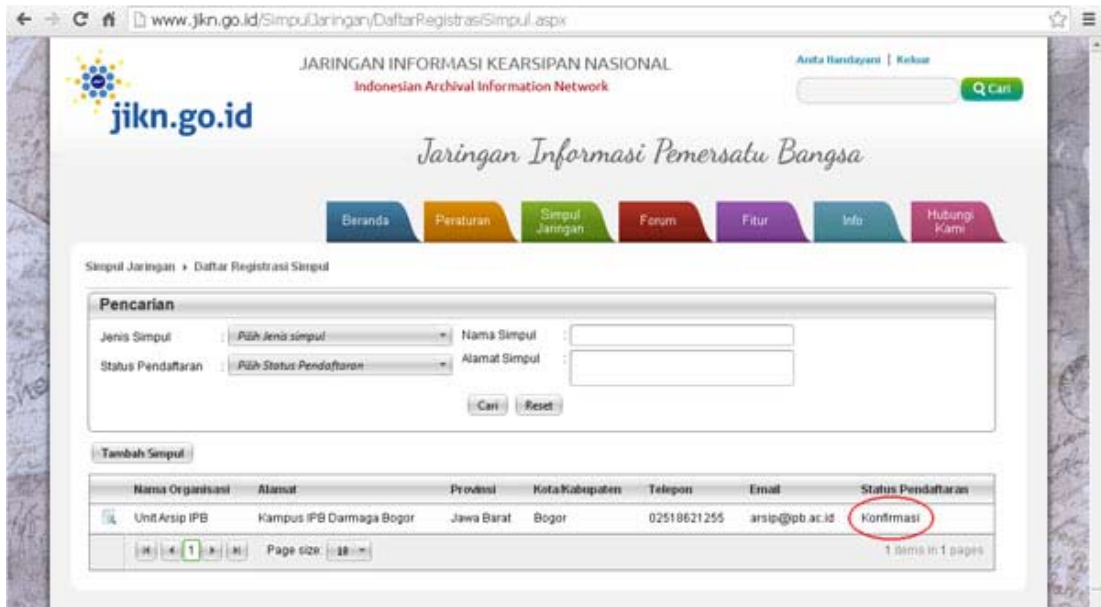 www.jikn.go.id/SimpulJaringan/DaftarRegistrasiSimpul.aspx
JARINGAN INFORMASI KEARSIPAN NASIONAL
Anita Handayani | Keluar
Indonesian Archival Information Network
Cari
jikn.go.id
Jaringan Informasi Pemersatu Bangsa
Beranda Peraturan Simpul Jaringan Forum Fitur Info Hubungi Kami
Simpul Jaringan Daftar Registrasi Simpul
Pencarian
Jenis Simpul : Pilih Jenis simpul Nama Simpul :
Status Pendaftaran : Pilih Status Pendaftaran Alamat Simpul :
Cari Reset
Tambah Simpul
Nama Organisasi Alamat Provinsi Kota/Kabupaten Telepon Email Status Pendaftaran
Unit Arsip IPB Kampus IPB Darmaga Bogor Jawa Barat Bogor 02518621255 arsip@ipb.ac.id Konfirmasi
1 Page size: 10 1 items in 1 pages